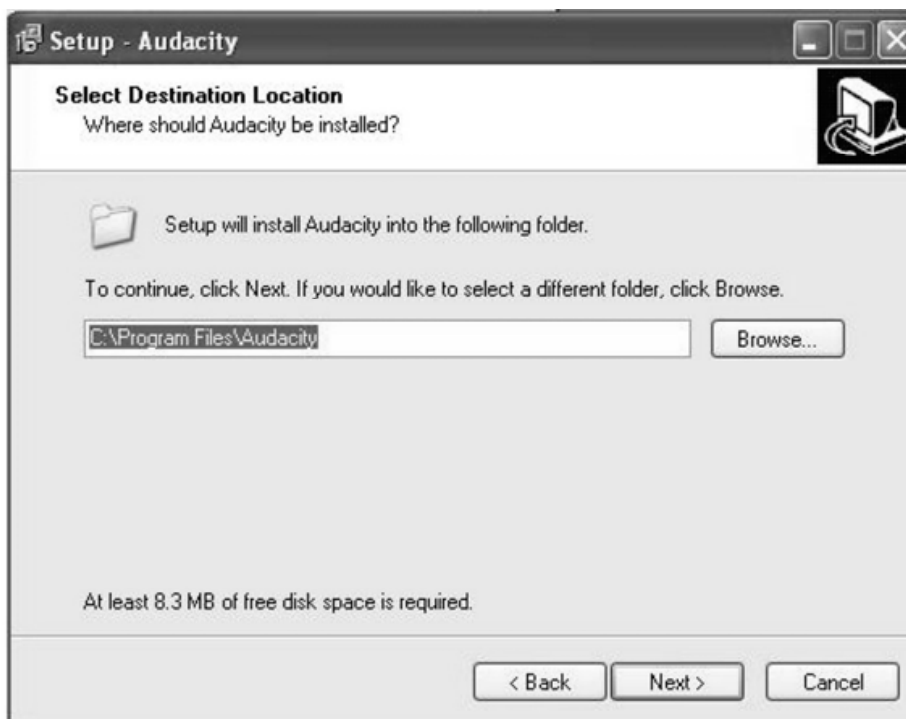 Setup - Audacity
Select Destination Location
Where should Audacity be installed?
Setup will install Audacity into the following folder.
To continue, click Next. If you would like to select a different folder, click Browse.
C:\Program Files\Audacity
Browse...
At least 8.3 MB of free disk space is required.
< Back
Next >
Cancel